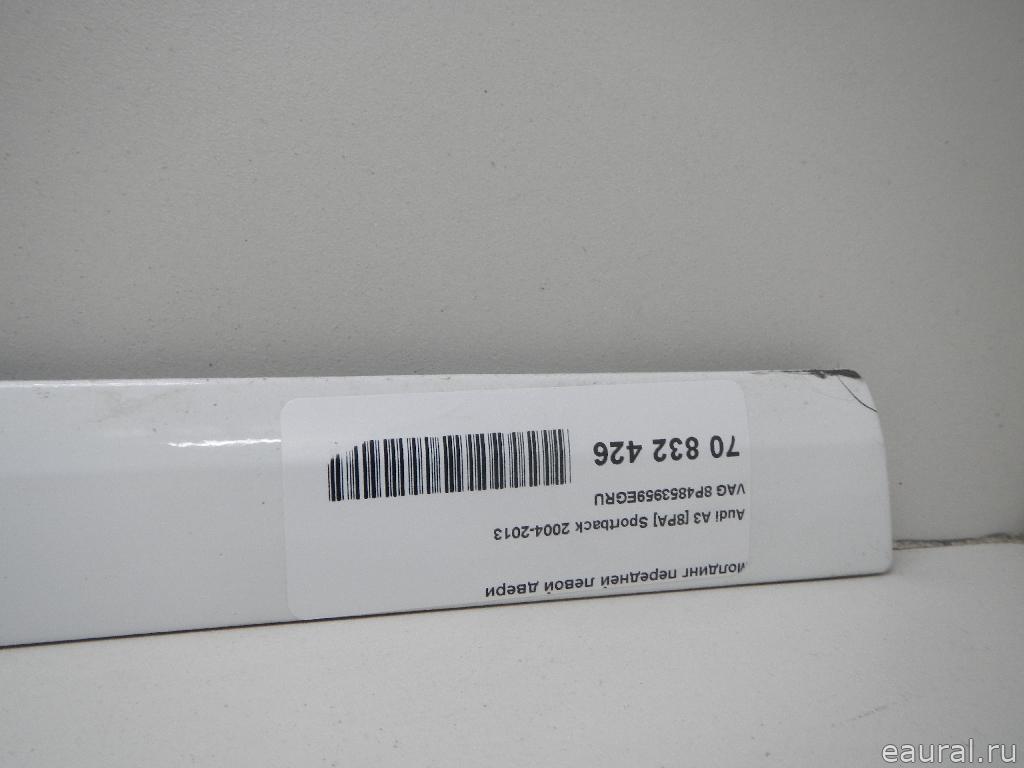 Молдинг передней левой двери
Audi A3 [8PA] Sportback 2004-2013
VAG 8P4853959EGRU
70 832 426
eaural.ru